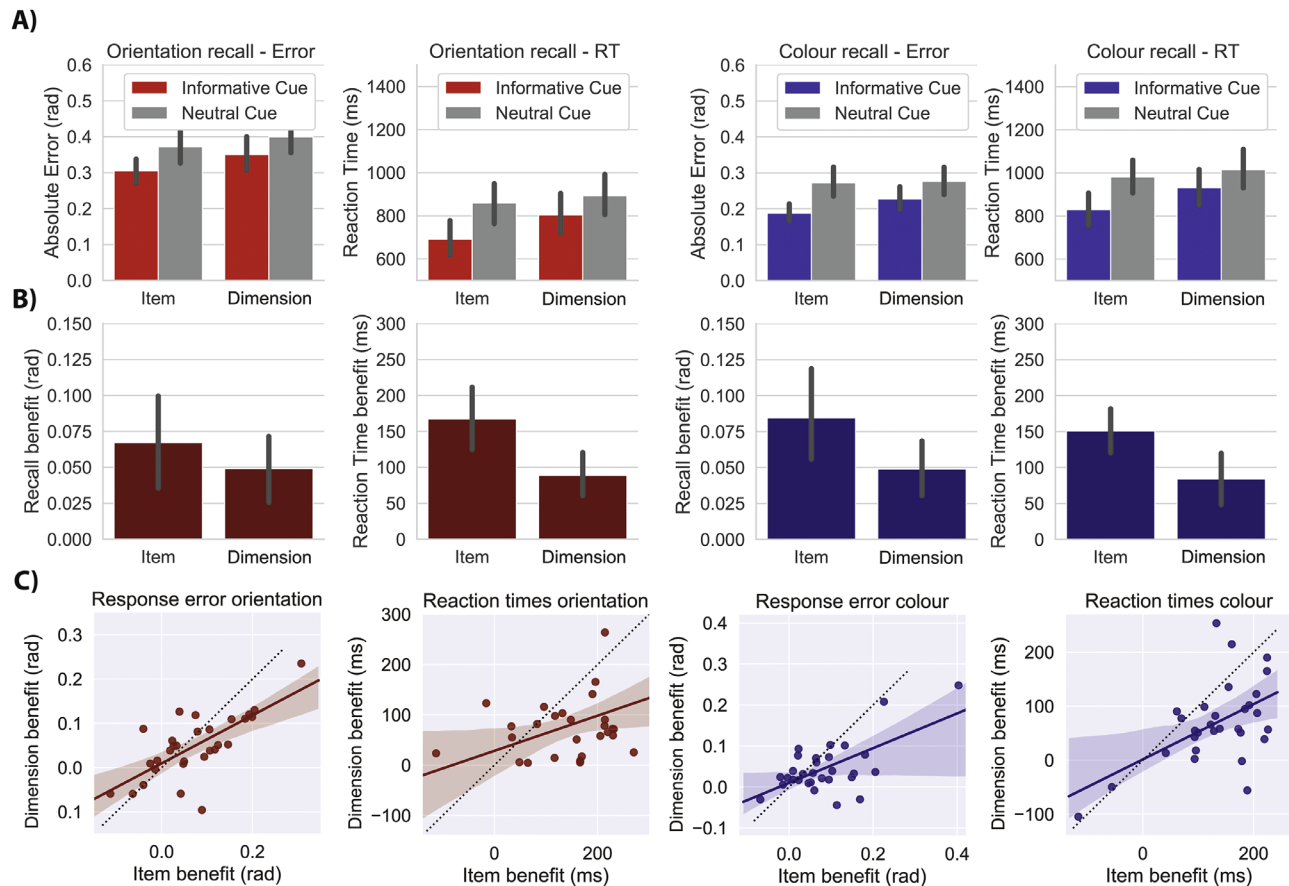 A)
Orientation recall - Error
Orientation recall - RT
Colour recall - Error
Colour recall - RT
Absolute Error (rad)
0.6
0.5
0.4
0.3
0.2
0.1
0.0
Informative Cue
Neutral Cue
Item
Dimension
Reaction Time (ms)
1400
1200
1000
800
600
Informative Cue
Neutral Cue
Item
Dimension
Absolute Error (rad)
0.6
0.5
0.4
0.3
0.2
0.1
0.0
Informative Cue
Neutral Cue
Item
Dimension
Reaction Time (ms)
1400
1200
1000
800
600
Informative Cue
Neutral Cue
Item
Dimension
B)
Recall benefit (rad)
0.150
0.125
0.100
0.075
0.050
0.025
0.000
Item
Dimension
Reaction Time benefit (ms)
300
250
200
150
100
50
0
Item
Dimension
Recall benefit (rad)
0.150
0.125
0.100
0.075
0.050
0.025
0.000
Item
Dimension
Reaction Time benefit (ms)
300
250
200
150
100
50
0
Item
Dimension
C)
Response error orientation
Dimension benefit (rad)
0.3
0.2
0.1
0.0
0.1
0.0
0.2
Item benefit (rad)
Reaction times orientation
Dimension benefit (ms)
300
200
100
0
−100
0
200
Item benefit (ms)
Response error colour
Dimension benefit (rad)
0.4
0.3
0.2
0.1
0.0
−0.1
0.0
0.2
0.4
Item benefit (rad)
Reaction times colour
Dimension benefit (ms)
200
100
0
−100
0
200
Item benefit (ms)